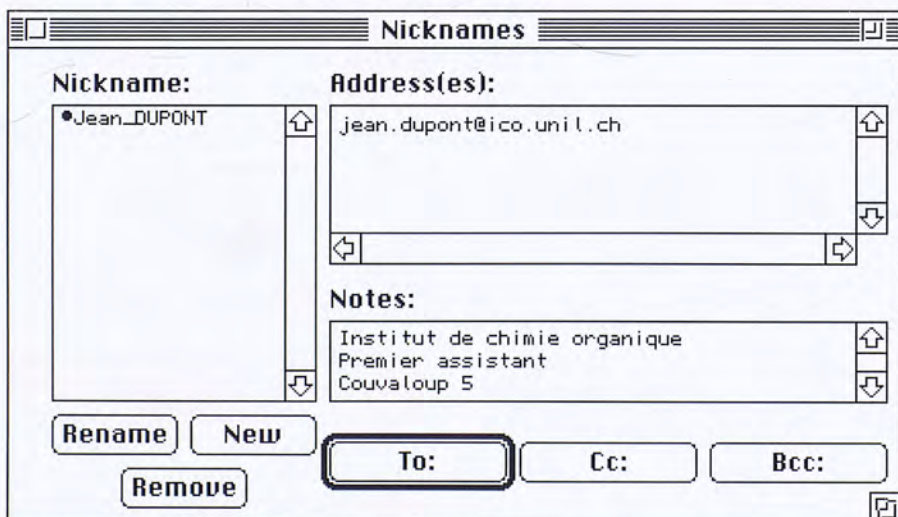 Nicknames
Nickname:
•Jean_DUPONT
Address(es):
jean.dupont@ico.unil.ch
Notes:
Institut de chimie organique
Premier assistant
Couvaloup 5
Rename
New
Remove
To:
Cc:
Bcc: